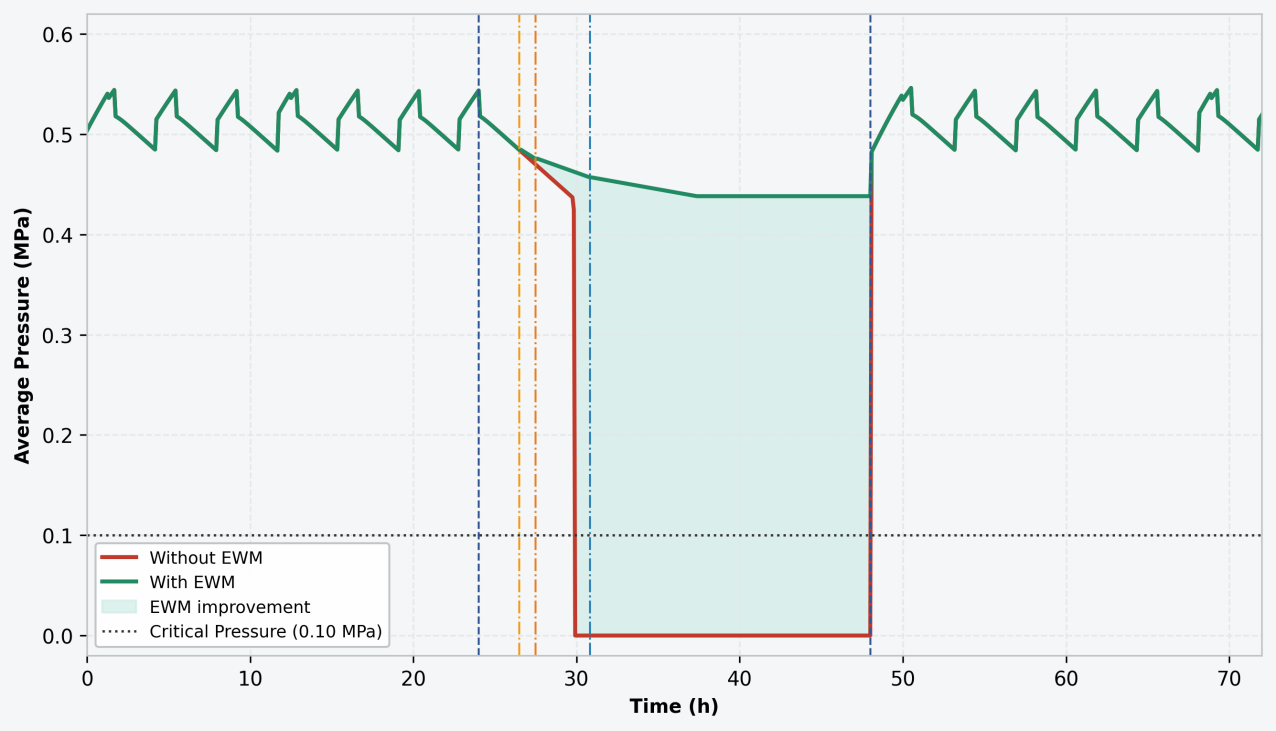 0.6
0.5
0.4
0.3
0.2
0.1
0.0
Average Pressure (MPa)
Without EWM
With EWM
EWM improvement
Critical Pressure (0.10 MPa)
0 10 20 30 40 50 60 70
Time (h)